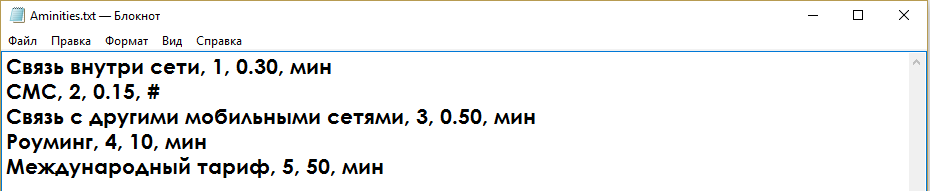 Aminities.txt — Блокнот
Файл Правка Формат Вид Справка
Связь внутри сети, 1, 0.30, мин
СМС, 2, 0.15, #
Связь с другими мобильными сетями, 3, 0.50, мин
Роуминг, 4, 10, мин
Международный тариф, 5, 50, мин